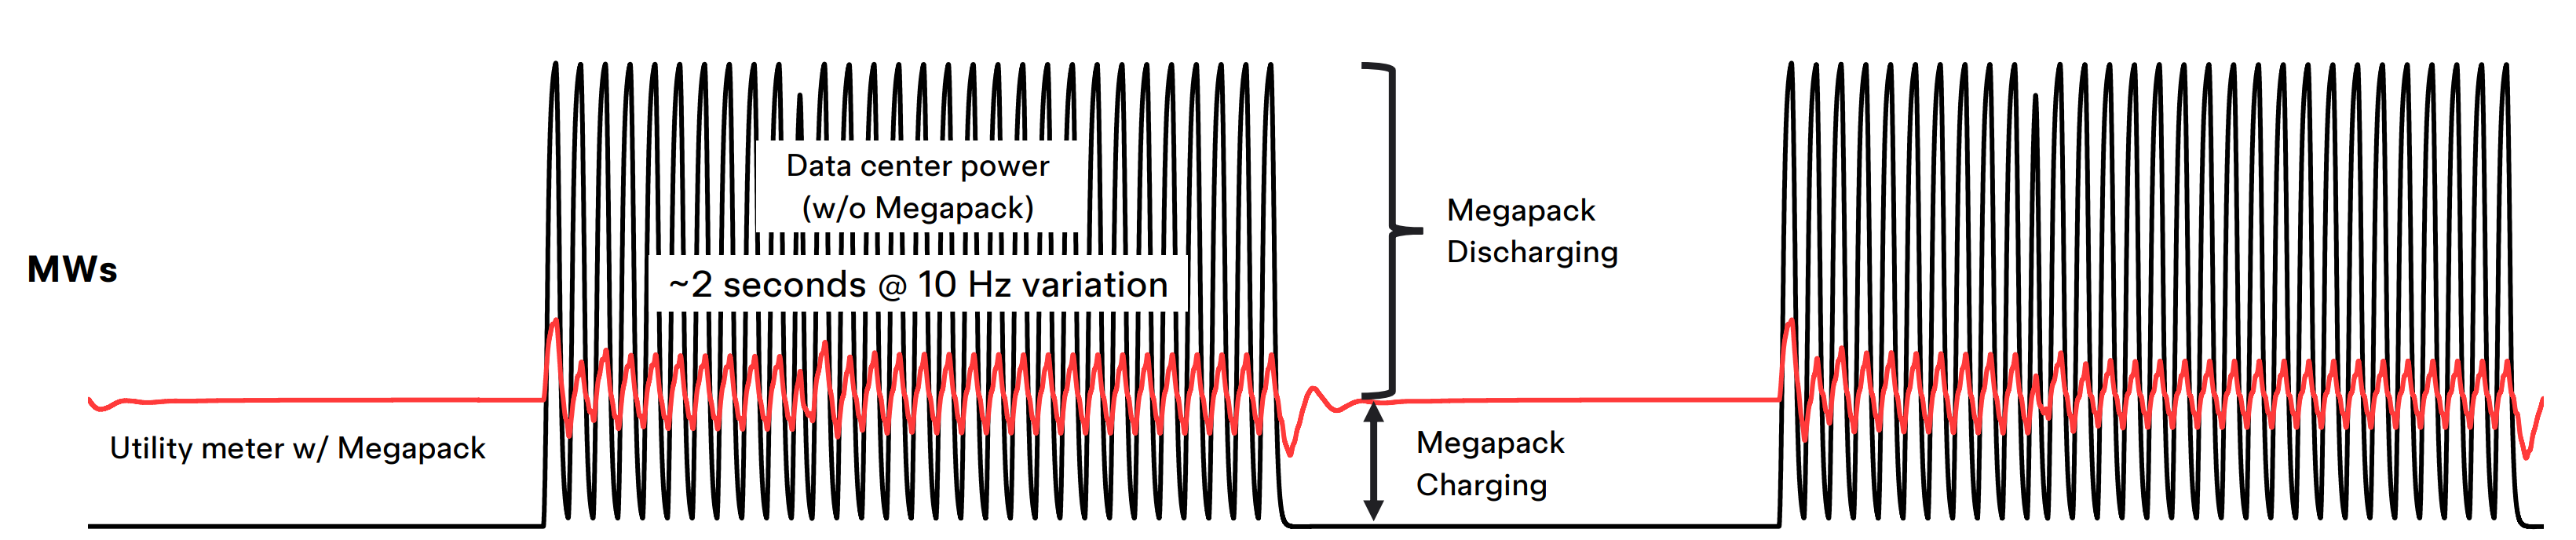 Data center power
(w/o Megapack)
~2 seconds @ 10 Hz variation
MWs
Utility meter w/ Megapack
Megapack
Discharging
Megapack
Charging